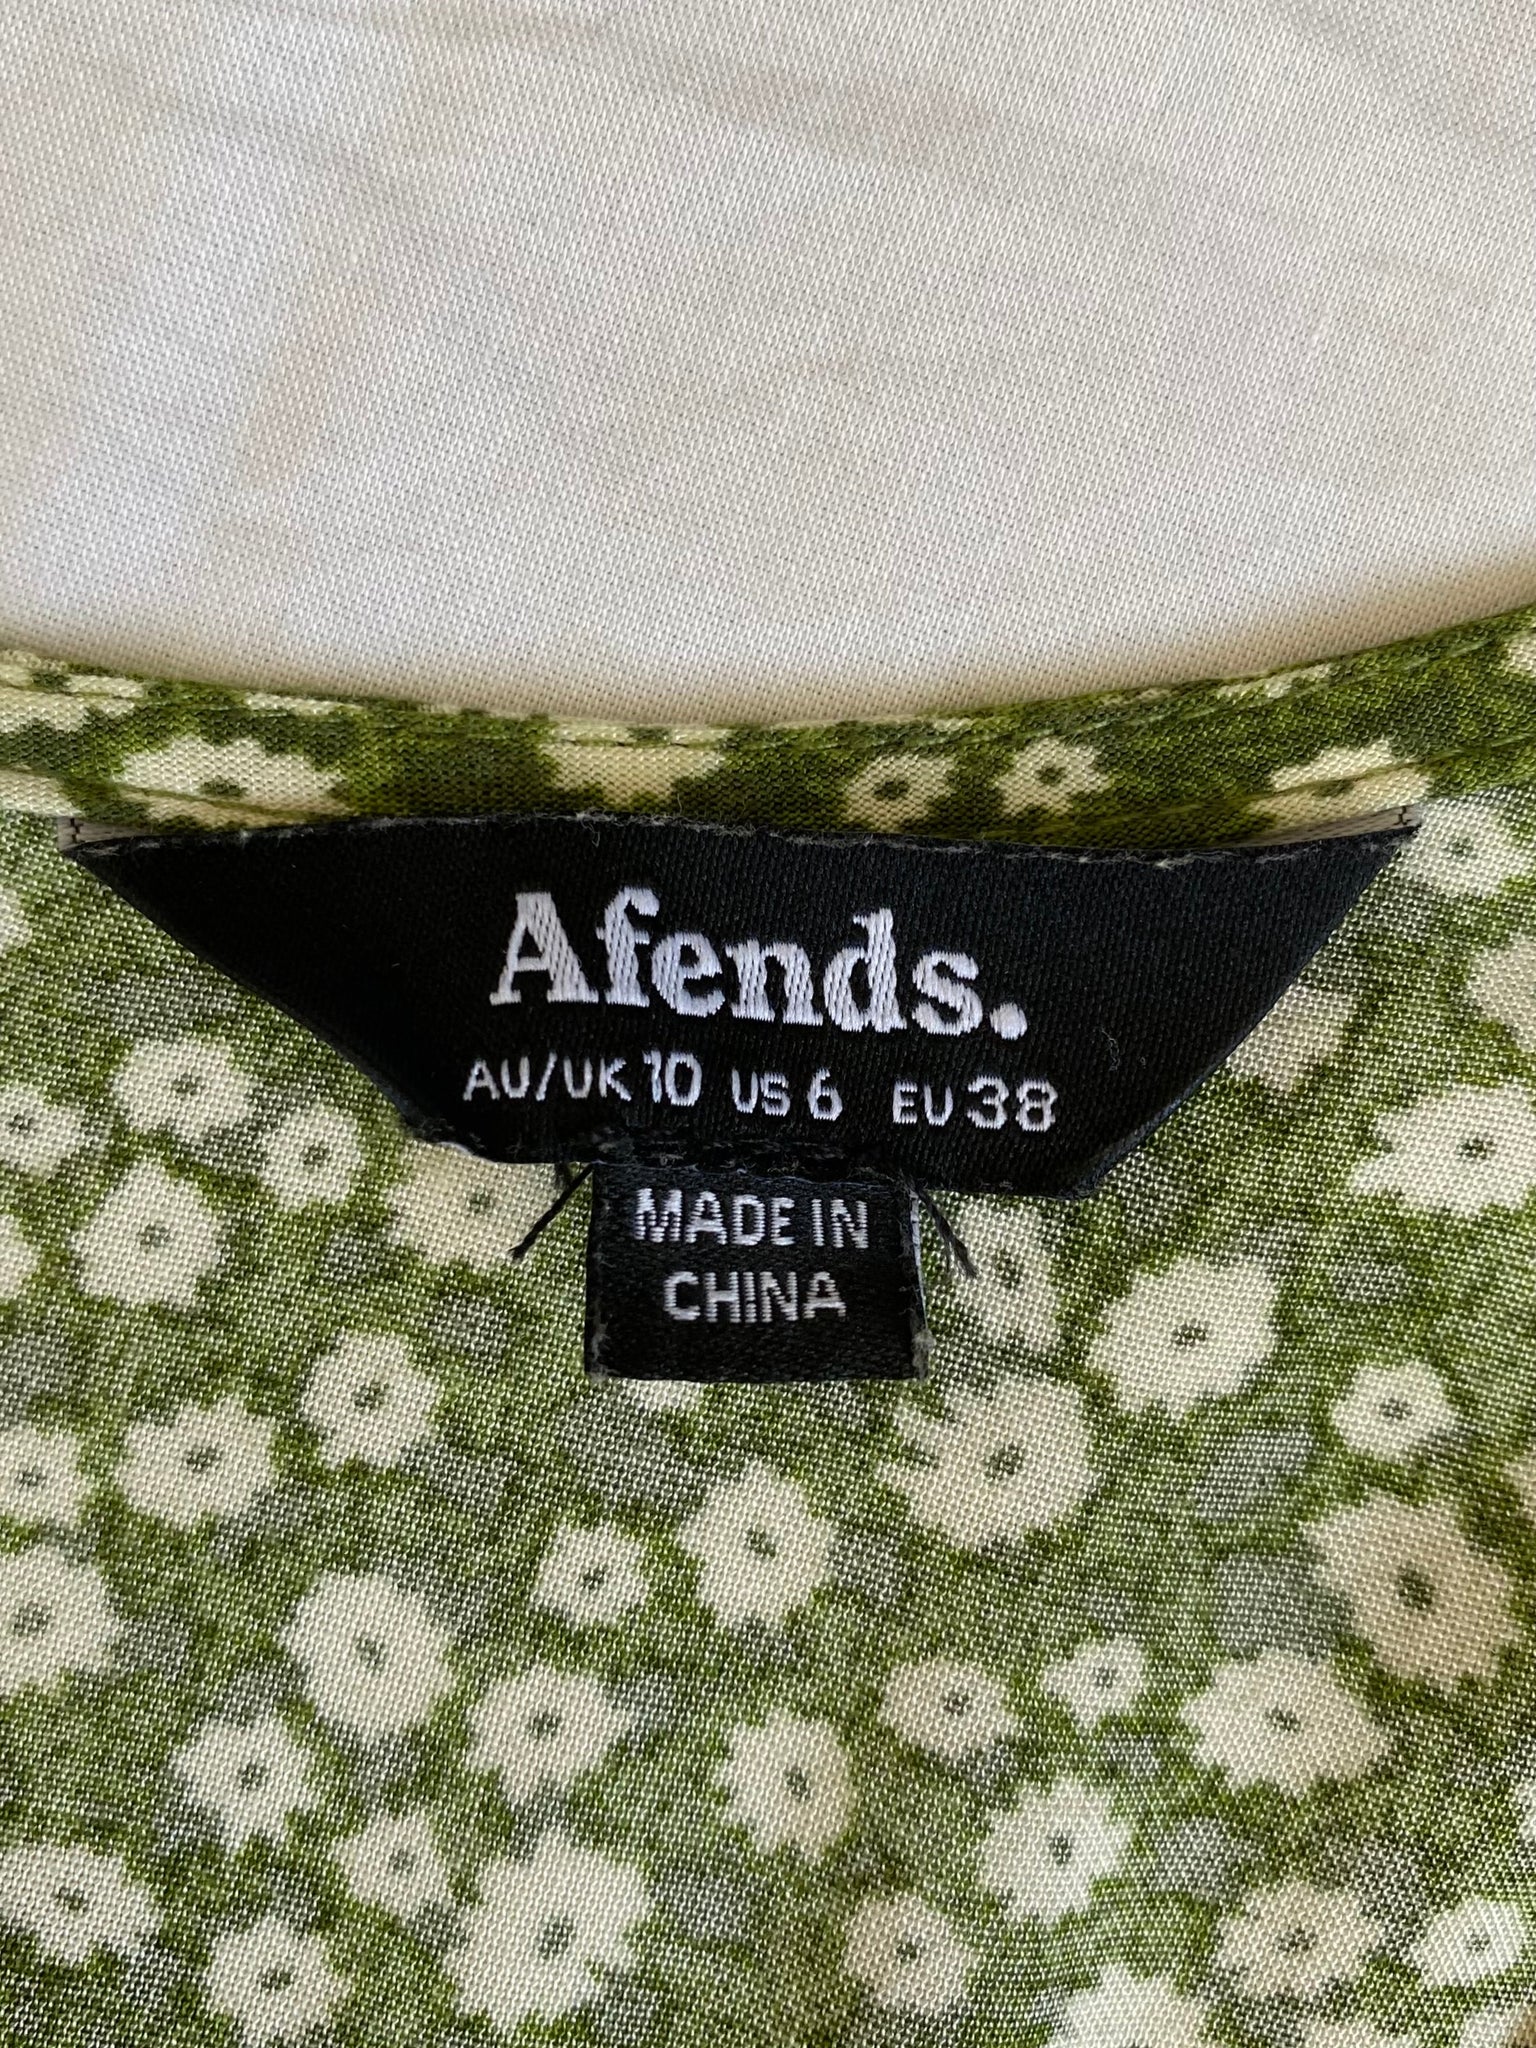 Afends.
AU/UK 10 US 6 EU 38
MADE IN
CHINA